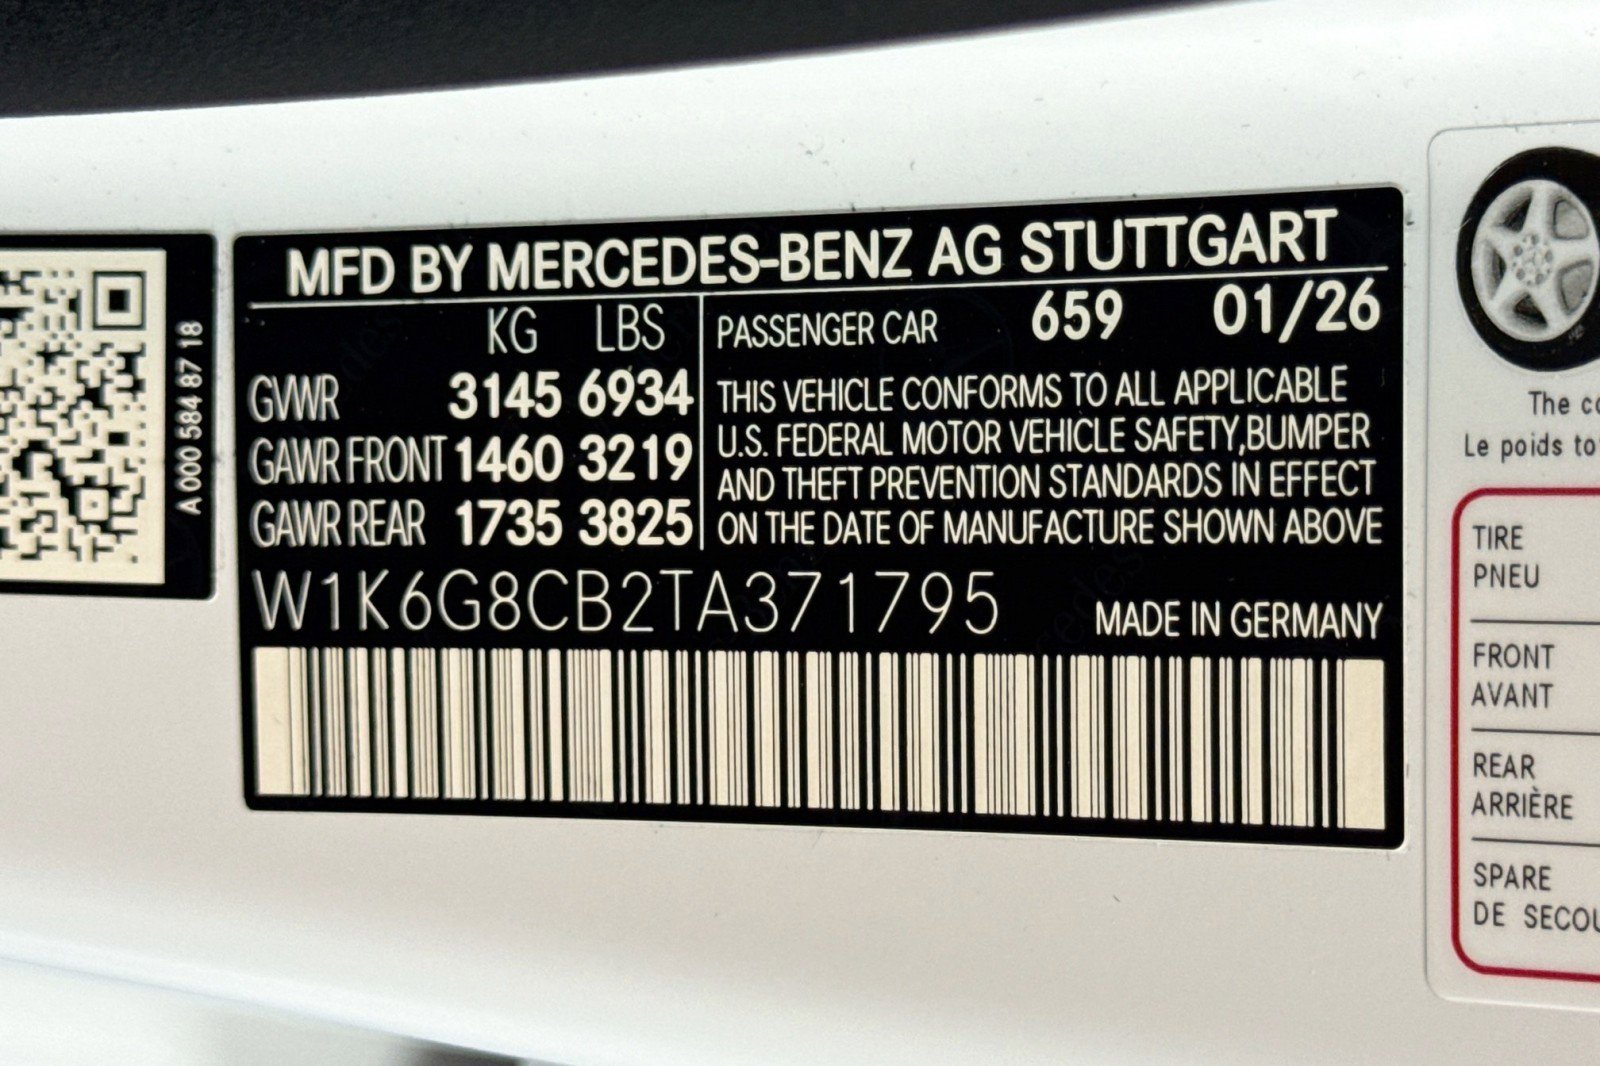 A 000 584 87 18
MFD BY MERCEDES-BENZ AG STUTTGART
KG LBS
GVWR 3145 6934
GAWR FRONT 1460 3219
GAWR REAR 1735 3825
PASSENGER CAR 659 01/26
THIS VEHICLE CONFORMS TO ALL APPLICABLE
U.S. FEDERAL MOTOR VEHICLE SAFETY,BUMPER
AND THEFT PREVENTION STANDARDS IN EFFECT
ON THE DATE OF MANUFACTURE SHOWN ABOVE
W1K6G8CB2TA371795
MADE IN GERMANY
The
Le poids
TIRE
PNEU
FRONT
AVANT
REAR
ARRIÈRE
SPARE
DE